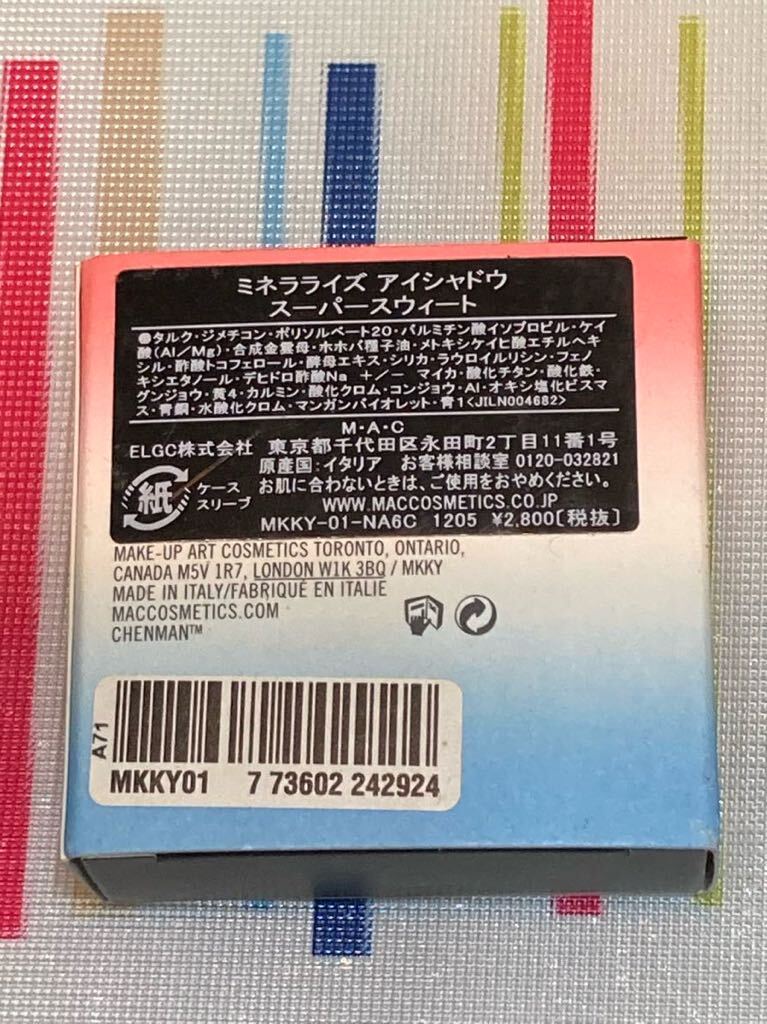 ミネラライズ アイシャドウ
スーパースウィート
●タルク・ジメチコン・ポリソルベート20・パルミチン酸イソプロピル・ケイ
酸(Al/Mg)・合成金雲母・ホホバ種子油・メトキシケイヒ酸エチルヘキ
シル・酢酸トコフェロール・酵母エキス・シリカ・ラウロイルリシン・フェノ
キシエタノール・デヒドロ酢酸Na +/− マイカ・酸化チタン・酸化鉄・
グンジョウ・黄4・カルミン・酸化クロム・コンジョウ・Al・オキシ塩化ビスマ
ス・青銅・水酸化クロム・マンガンバイオレット・青1<JILN004682>
M・A・C
ELGC株式会社 東京都千代田区永田町2丁目11番1号
原産国:イタリア お客様相談室 0120-032821
紙 ケース お肌に合わないときは、ご使用をおやめください。
スリーブ WWW.MACCOSMETICS.CO.JP
MKKY-01-NA6C 1205 ¥2,800〔税抜〕
MAKE-UP ART COSMETICS TORONTO, ONTARIO,
CANADA M5V 1R7, LONDON W1K 3BQ / MKKY
MADE IN ITALY/FABRIQUÉ EN ITALIE
MACCOSMETICS.COM
CHENMAN™
A71
MKKY01 7 73602 242924